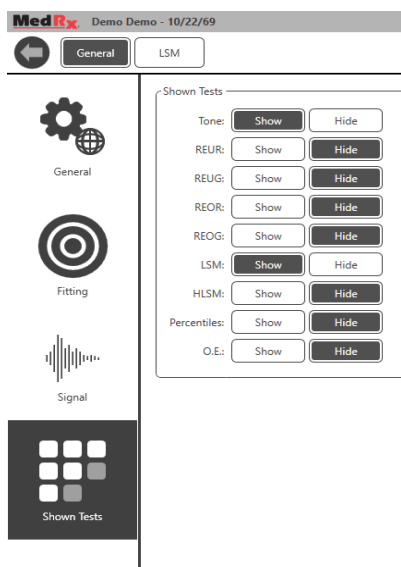 MedRx Demo Demo - 10/22/69
General LSM
General
Fitting
Signal
Shown Tests
Shown Tests
Tone: Show Hide
REUR: Show Hide
REUG: Show Hide
REOR: Show Hide
REOG: Show Hide
LSM: Show Hide
HLSM: Show Hide
Percentiles: Show Hide
O.E.: Show Hide